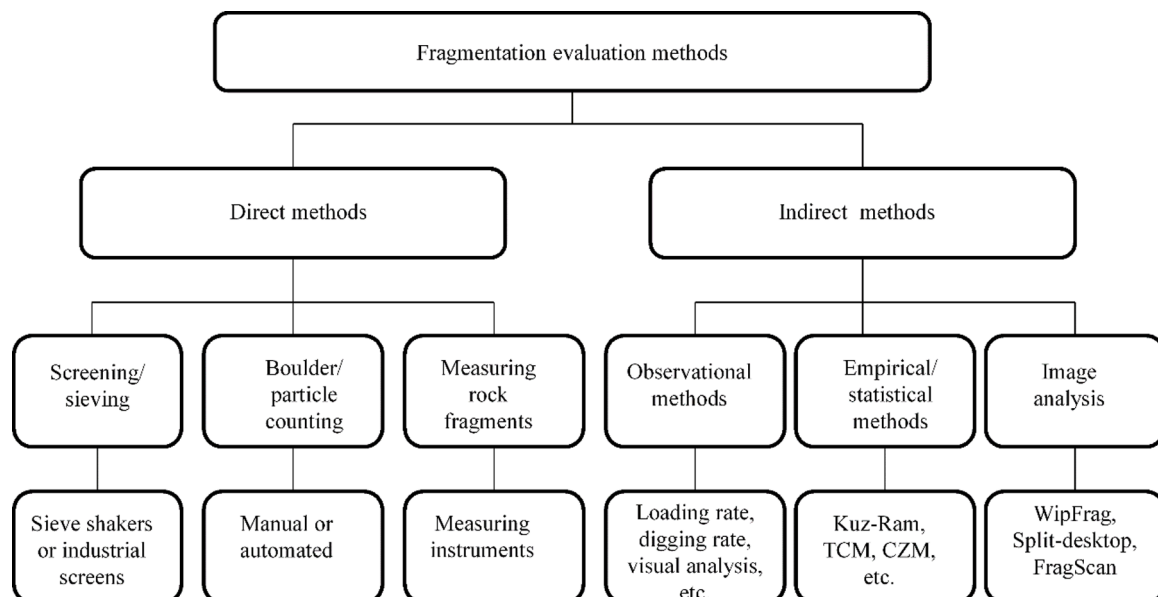 Fragmentation evaluation methods
Direct methods
Indirect methods
Screening/
sieving
Boulder/
particle
counting
Measuring
rock
fragments
Observational
methods
Empirical/
statistical
methods
Image
analysis
Sieve shakers
or industrial
screens
Manual or
automated
Measuring
instruments
Loading rate,
digging rate,
visual analysis,
etc
Kuz-Ram,
TCM, CZM,
etc.
WipFrag,
Split-desktop,
FragScan